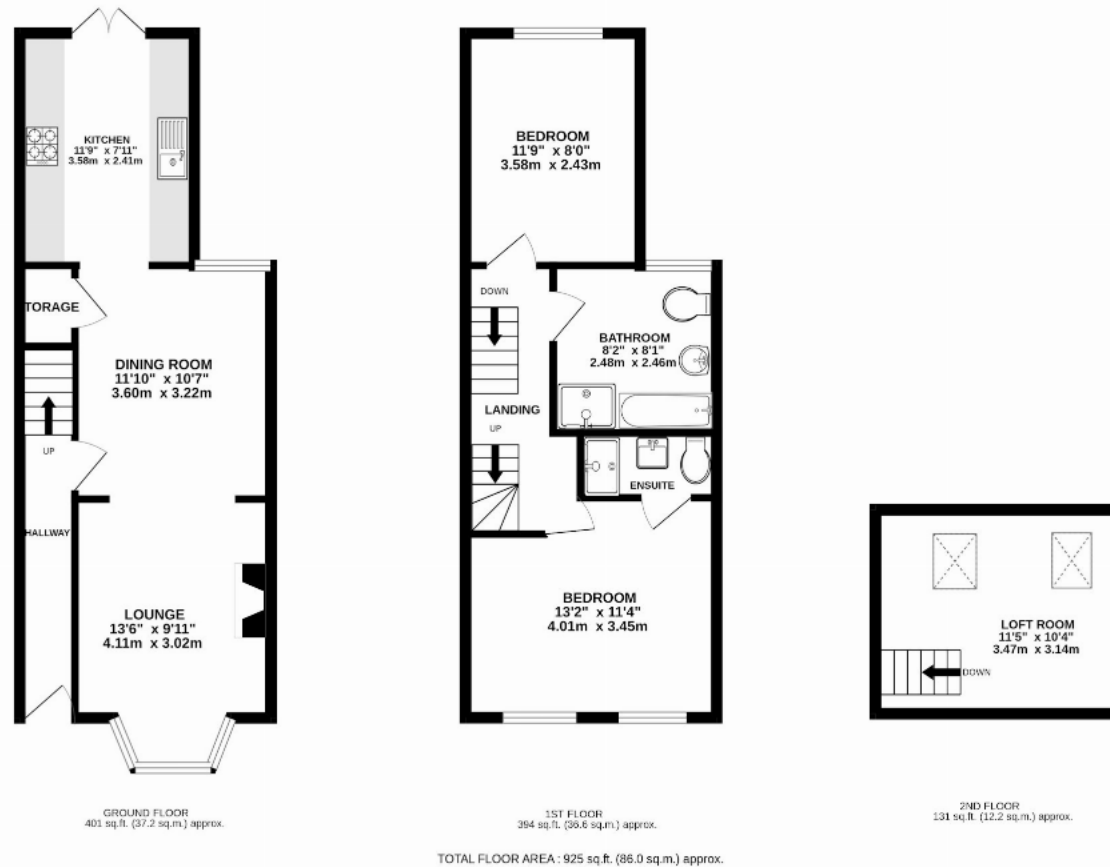 KITCHEN
11'9" x 7'11"
3.58m x 2.41m
TORAGE
DINING ROOM
11'10" x 10'7"
3.60m x 3.22m
UP
HALLWAY
LOUNGE
13'6" x 9'11"
4.11m x 3.02m
GROUND FLOOR
401 sq.ft. (37.2 sq.m.) approx.
BEDROOM
11'9" x 8'0"
3.58m x 2.43m
DOWN
BATHROOM
8'2" x 8'1"
2.48m x 2.46m
LANDING
UP
ENSUITE
BEDROOM
13'2" x 11'4"
4.01m x 3.45m
1ST FLOOR
394 sq.ft. (36.6 sq.m.) approx.
LOFT ROOM
11'5" x 10'4"
3.47m x 3.14m
DOWN
2ND FLOOR
131 sq.ft. (12.2 sq.m.) approx.
TOTAL FLOOR AREA : 925 sq.ft. (86.0 sq.m.) approx.